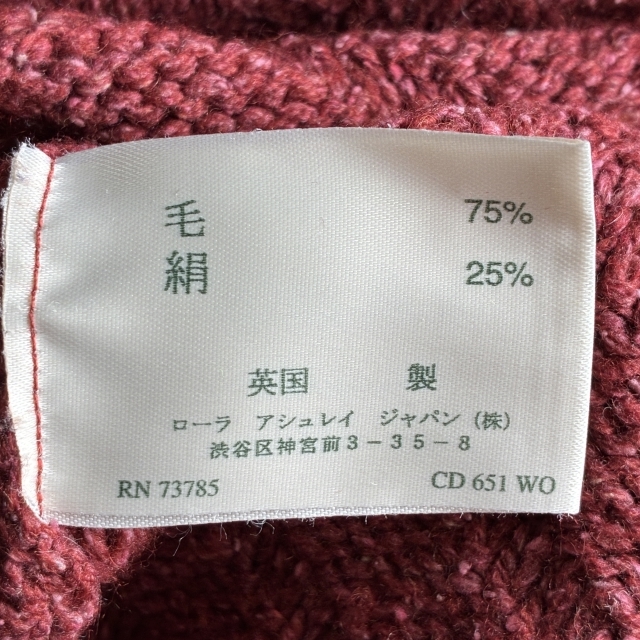 毛 75%
絹 25%
英国 製
ローラ アシュレイ ジャパン (株)
渋谷区神宮前3-35-8
RN 73785 CD 651 WO